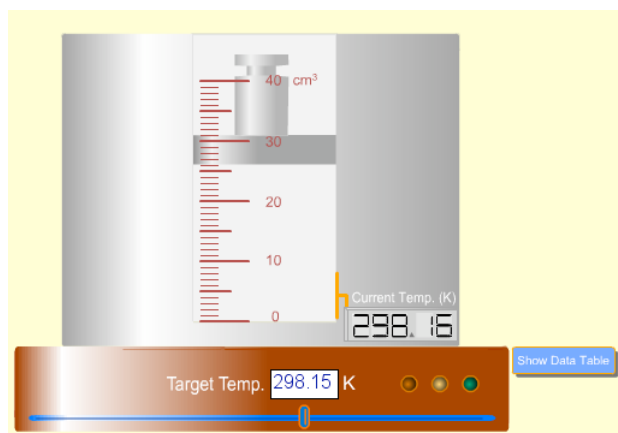 40 cm³
30
20
10
0
Current Temp. (K)
298.16
Show Data Table
Target Temp. 298.15 K